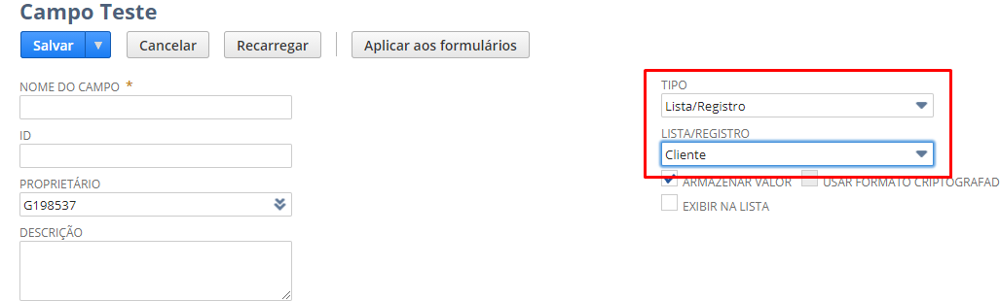 Campo Teste
Salvar Cancelar Recarregar Aplicar aos formulários
NOME DO CAMPO *
ID
PROPRIETÁRIO
G198537
DESCRIÇÃO
TIPO
Lista/Registro
LISTA/REGISTRO
Cliente
ARMAZENAR VALOR USAR FORMATO CRIPTOGRAFAD
EXIBIR NA LISTA